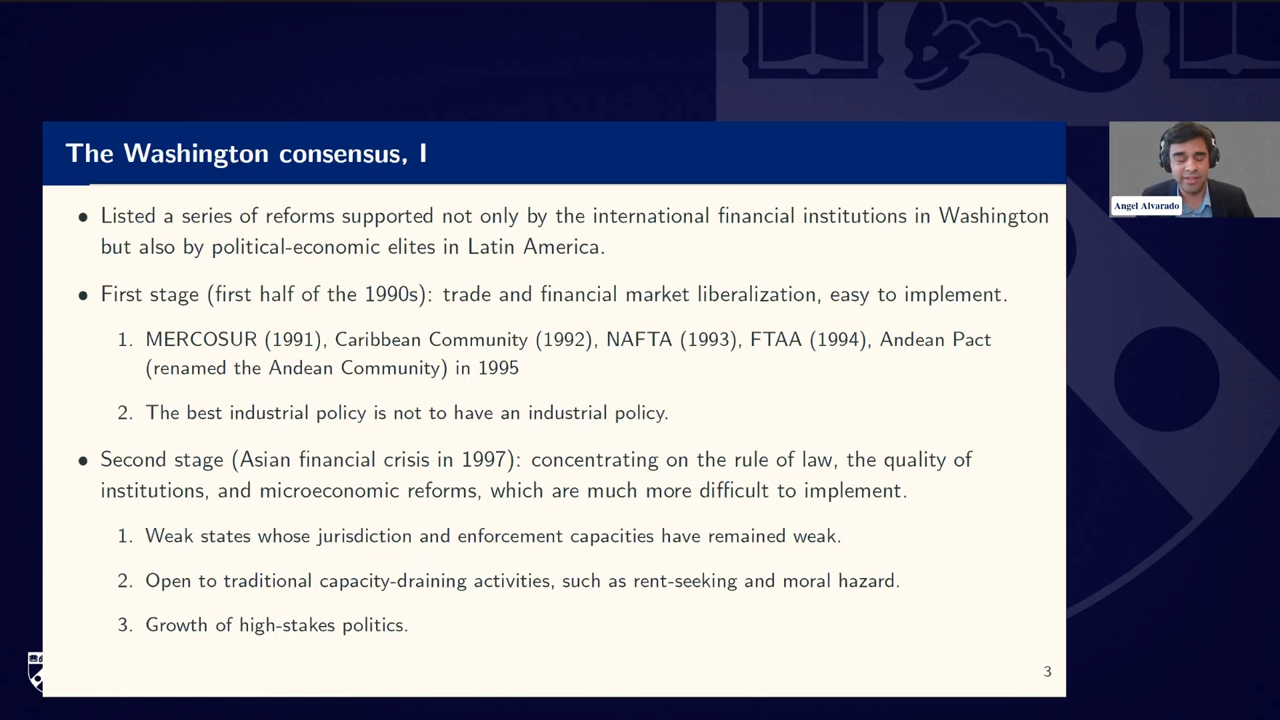 The Washington consensus, I
• Listed a series of reforms supported not only by the international financial institutions in Washington
but also by political-economic elites in Latin America.
• First stage (first half of the 1990s): trade and financial market liberalization, easy to implement.
1. MERCOSUR (1991), Caribbean Community (1992), NAFTA (1993), FTAA (1994), Andean Pact
(renamed the Andean Community) in 1995
2. The best industrial policy is not to have an industrial policy.
• Second stage (Asian financial crisis in 1997): concentrating on the rule of law, the quality of
institutions, and microeconomic reforms, which are much more difficult to implement.
1. Weak states whose jurisdiction and enforcement capacities have remained weak.
2. Open to traditional capacity-draining activities, such as rent-seeking and moral hazard.
3. Growth of high-stakes politics.
3
Angel Alvarado